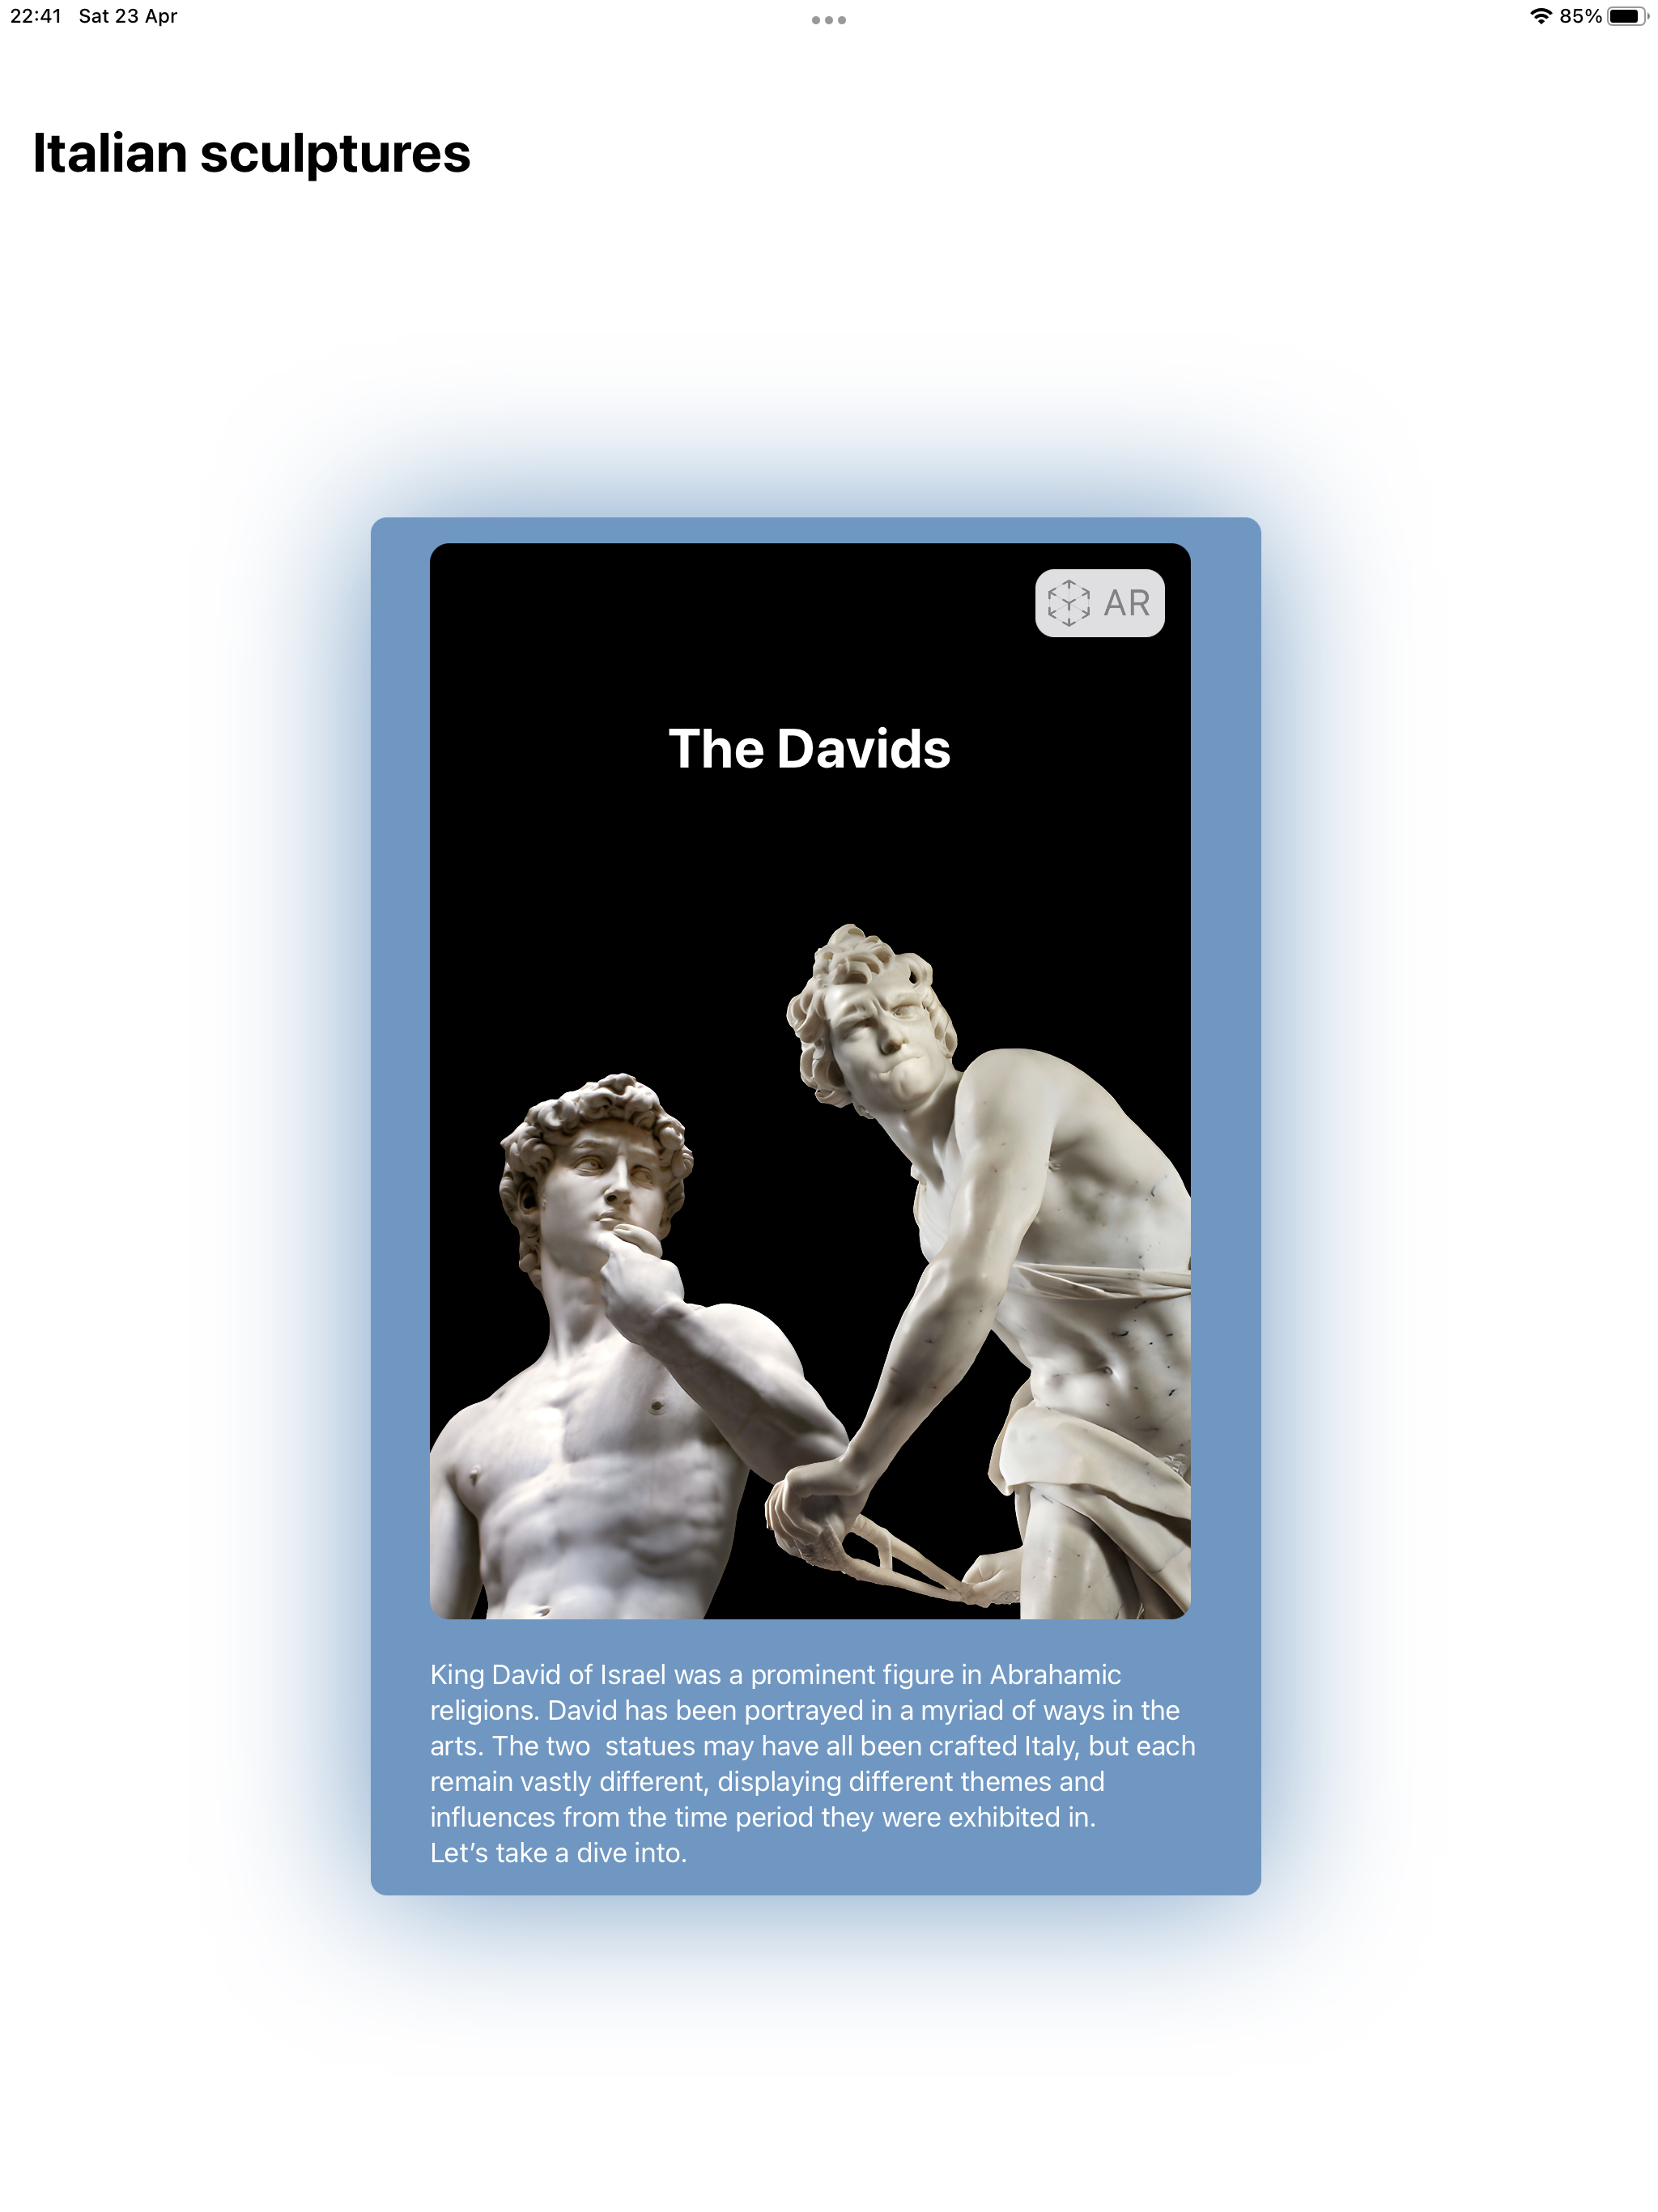 22:41 Sat 23 Apr
85%
Italian sculptures
AR
The Davids
King David of Israel was a prominent figure in Abrahamic
religions. David has been portrayed in a myriad of ways in the
arts. The two  statues may have all been crafted Italy, but each
remain vastly different, displaying different themes and
influences from the time period they were exhibited in.
Let’s take a dive into.